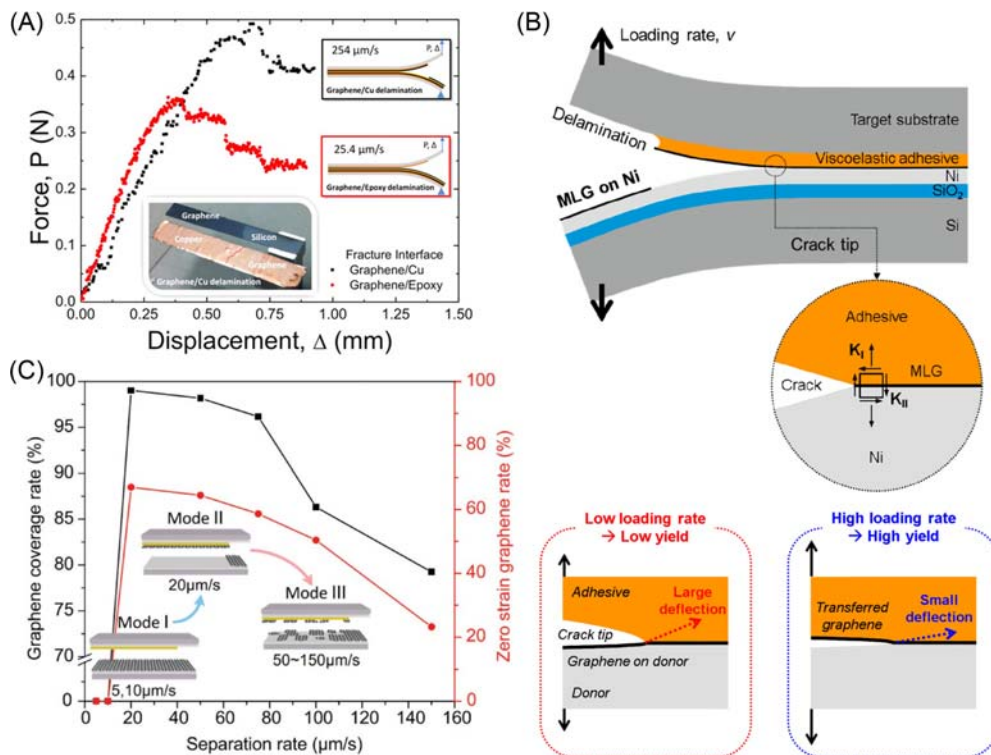 (A)
Force, P (N)
0.5
0.4
0.3
0.2
0.1
0.0
0.00
0.25
0.50
0.75
1.00
1.25
1.50
Displacement, Δ (mm)
254 μm/s
P, Δ
Graphene/Cu delamination
25.4 μm/s
P, Δ
Graphene/Epoxy delamination
Graphene
Silicon
Copper
Graphene
Graphene/Cu delamination
Fracture Interface
Graphene/Cu
Graphene/Epoxy
(B)
Loading rate, v
Delamination
Target substrate
Viscoelastic adhesive
Ni
SiO2
Si
MLG on Ni
Crack tip
Adhesive
KI
MLG
Crack
KII
Ni
Low loading rate
→ Low yield
Adhesive
Large
deflection
Crack tip
Graphene on donor
Donor
High loading rate
→ High yield
Transferred
graphene
Small
deflection
(C)
Graphene coverage rate (%)
100
95
90
85
80
75
70
0
Zero strain graphene rate (%)
100
80
60
40
20
0
Mode I
5,10μm/s
Mode II
20μm/s
Mode III
50~150μm/s
0
20
40
60
80
100
120
140
160
Separation rate (μm/s)